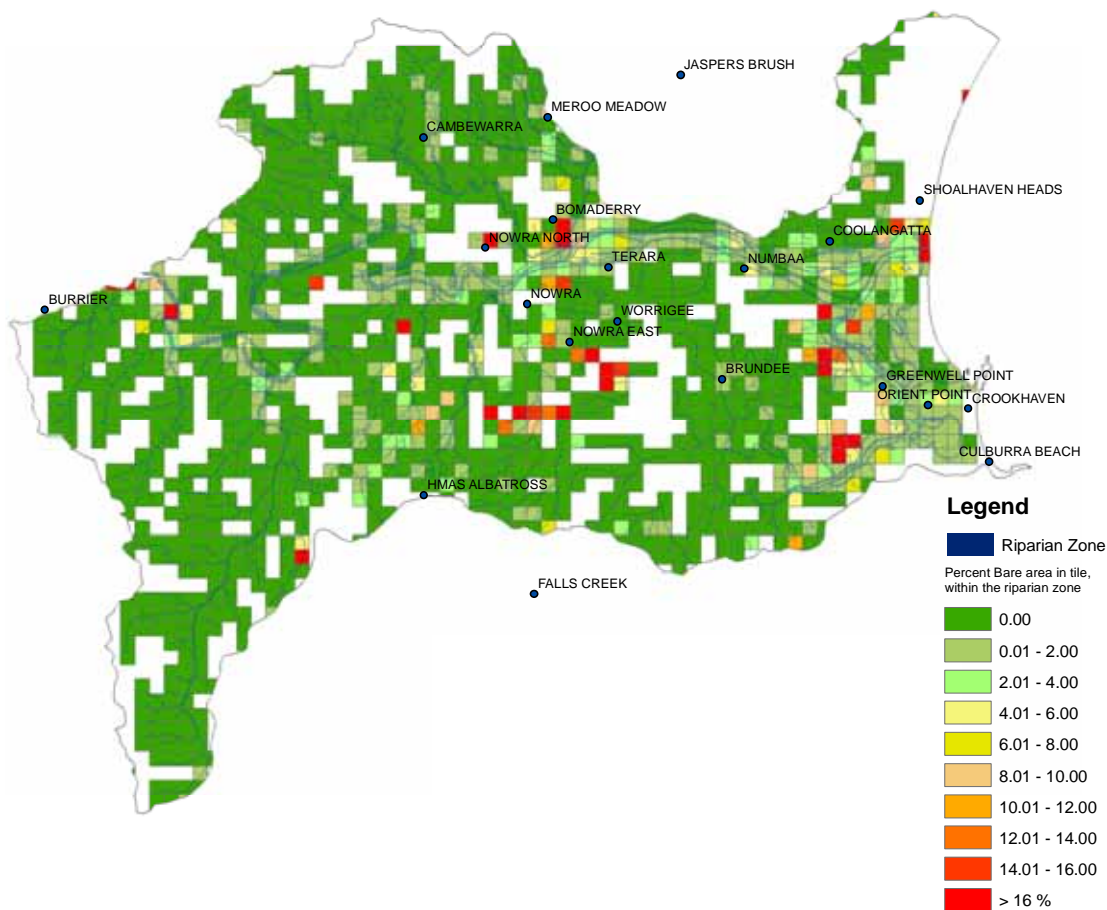 JASPERS BRUSH
MEROO MEADOW
CAMBEWARRA
SHOALHAVEN HEADS
BOMADERRY
COOLANGATTA
NOWRA NORTH
TERARA
NUMBAA
BURRIER
NOWRA
WORRIGEE
NOWRA EAST
BRUNDEE
GREENWELL POINT
ORIENT POINT
CROOKHAVEN
CULBURRA BEACH
HMAS ALBATROSS
FALLS CREEK
Legend
Riparian Zone
Percent Bare area in tile,
within the riparian zone
0.00
0.01 - 2.00
2.01 - 4.00
4.01 - 6.00
6.01 - 8.00
8.01 - 10.00
10.01 - 12.00
12.01 - 14.00
14.01 - 16.00
> 16 %